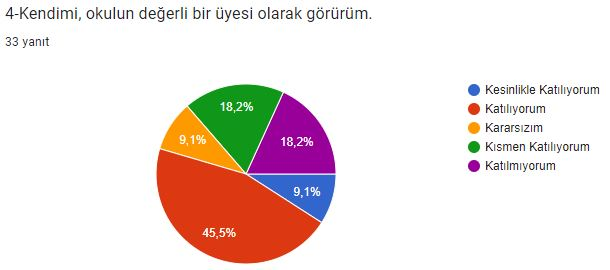 4-Kendimi, okulun değerli bir üyesi olarak görürüm.
33 yanıt
Kesinlikle Katılıyorum
Katılıyorum
Kararsızım
Kısmen Katılıyorum
Katılmıyorum
18,2%
18,2%
9,1%
9,1%
45,5%